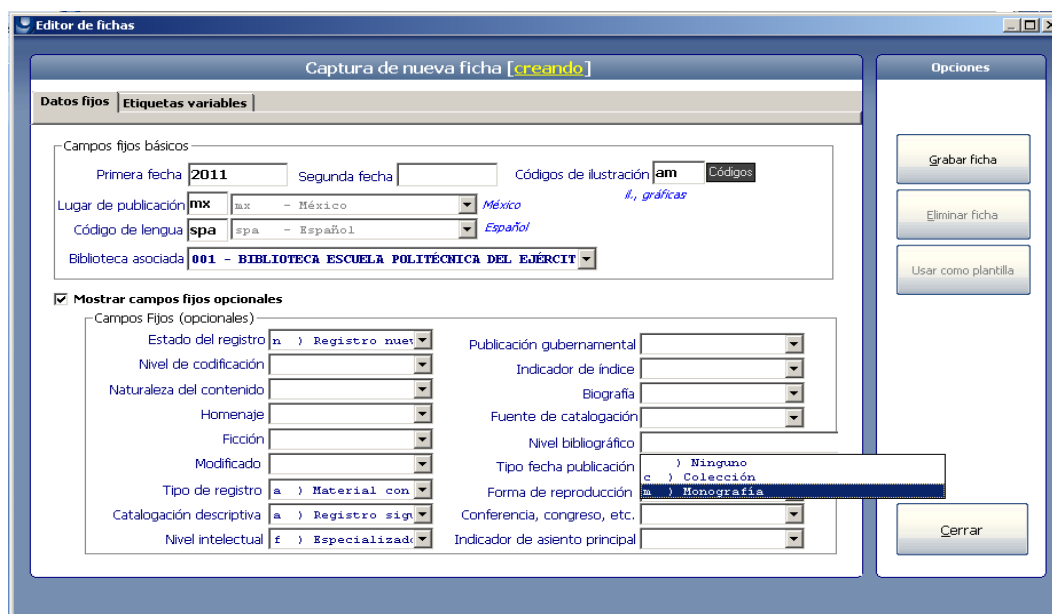 Editor de fichas
Captura de nueva ficha [creando]
Opciones
Datos fijos
Etiquetas variables
Campos fijos básicos
Primera fecha 2011
Segunda fecha
Códigos de ilustración am Códigos
il., gráficas
Lugar de publicación mx mx - México México
Código de lengua spa spa - Español Español
Biblioteca asociada 001 - BIBLIOTECA ESCUELA POLITÉCNICA DEL EJÉRCIT
Mostrar campos fijos opcionales
Campos Fijos (opcionales)
Estado del registro n ) Registro nuev
Nivel de codificación
Naturaleza del contenido
Homenaje
Ficción
Modificado
Tipo de registro a ) Material con
Catalogación descriptiva a ) Registro sig
Nivel intelectual f ) Especializad
Publicación gubernamental
Indicador de índice
Biografía
Fuente de catalogación
Nivel bibliográfico
) Ninguno
Tipo fecha publicación
c ) Colección
Forma de reproducción
m ) Monografía
Conferencia, congreso, etc.
Indicador de asiento principal
Grabar ficha
Eliminar ficha
Usar como plantilla
Cerrar